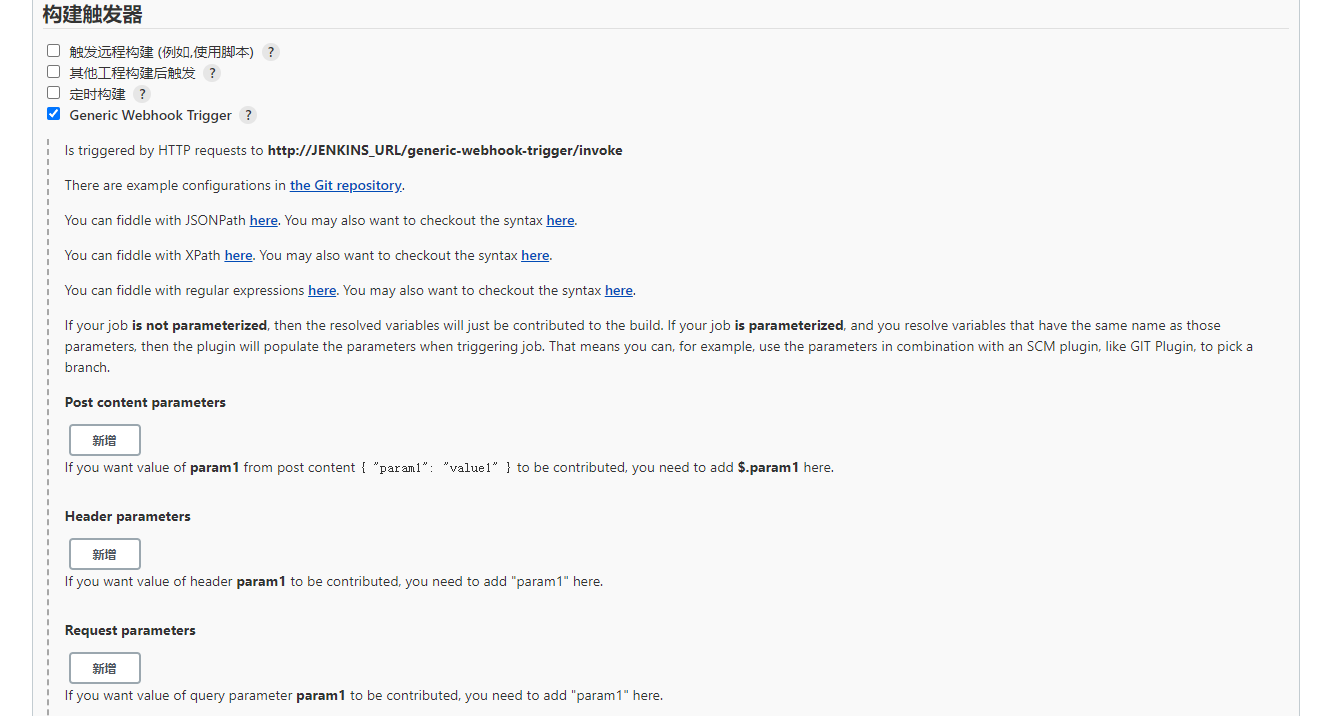 构建触发器
触发远程构建 (例如,使用脚本) ?
其他工程构建后触发 ?
定时构建 ?
Generic Webhook Trigger ?
Is triggered by HTTP requests to http://JENKINS_URL/generic-webhook-trigger/invoke
There are example configurations in the Git repository.
You can fiddle with JSONPath here. You may also want to checkout the syntax here.
You can fiddle with XPath here. You may also want to checkout the syntax here.
You can fiddle with regular expressions here. You may also want to checkout the syntax here.
If your job is not parameterized, then the resolved variables will just be contributed to the build. If your job is parameterized, and you resolve variables that have the same name as those
parameters, then the plugin will populate the parameters when triggering job. That means you can, for example, use the parameters in combination with an SCM plugin, like GIT Plugin, to pick a
branch.
Post content parameters
新增
If you want value of param1 from post content { "param1": "value1" } to be contributed, you need to add $.param1 here.
Header parameters
新增
If you want value of header param1 to be contributed, you need to add "param1" here.
Request parameters
新增
If you want value of query parameter param1 to be contributed, you need to add "param1" here.